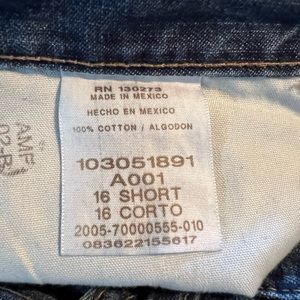 RN 130273
MADE IN MEXICO
HECHO EN MEXICO
100% COTTON / ALGODON
103051891
A001
16 SHORT
16 CORTO
2005-70000555-010
083622155617
AMF